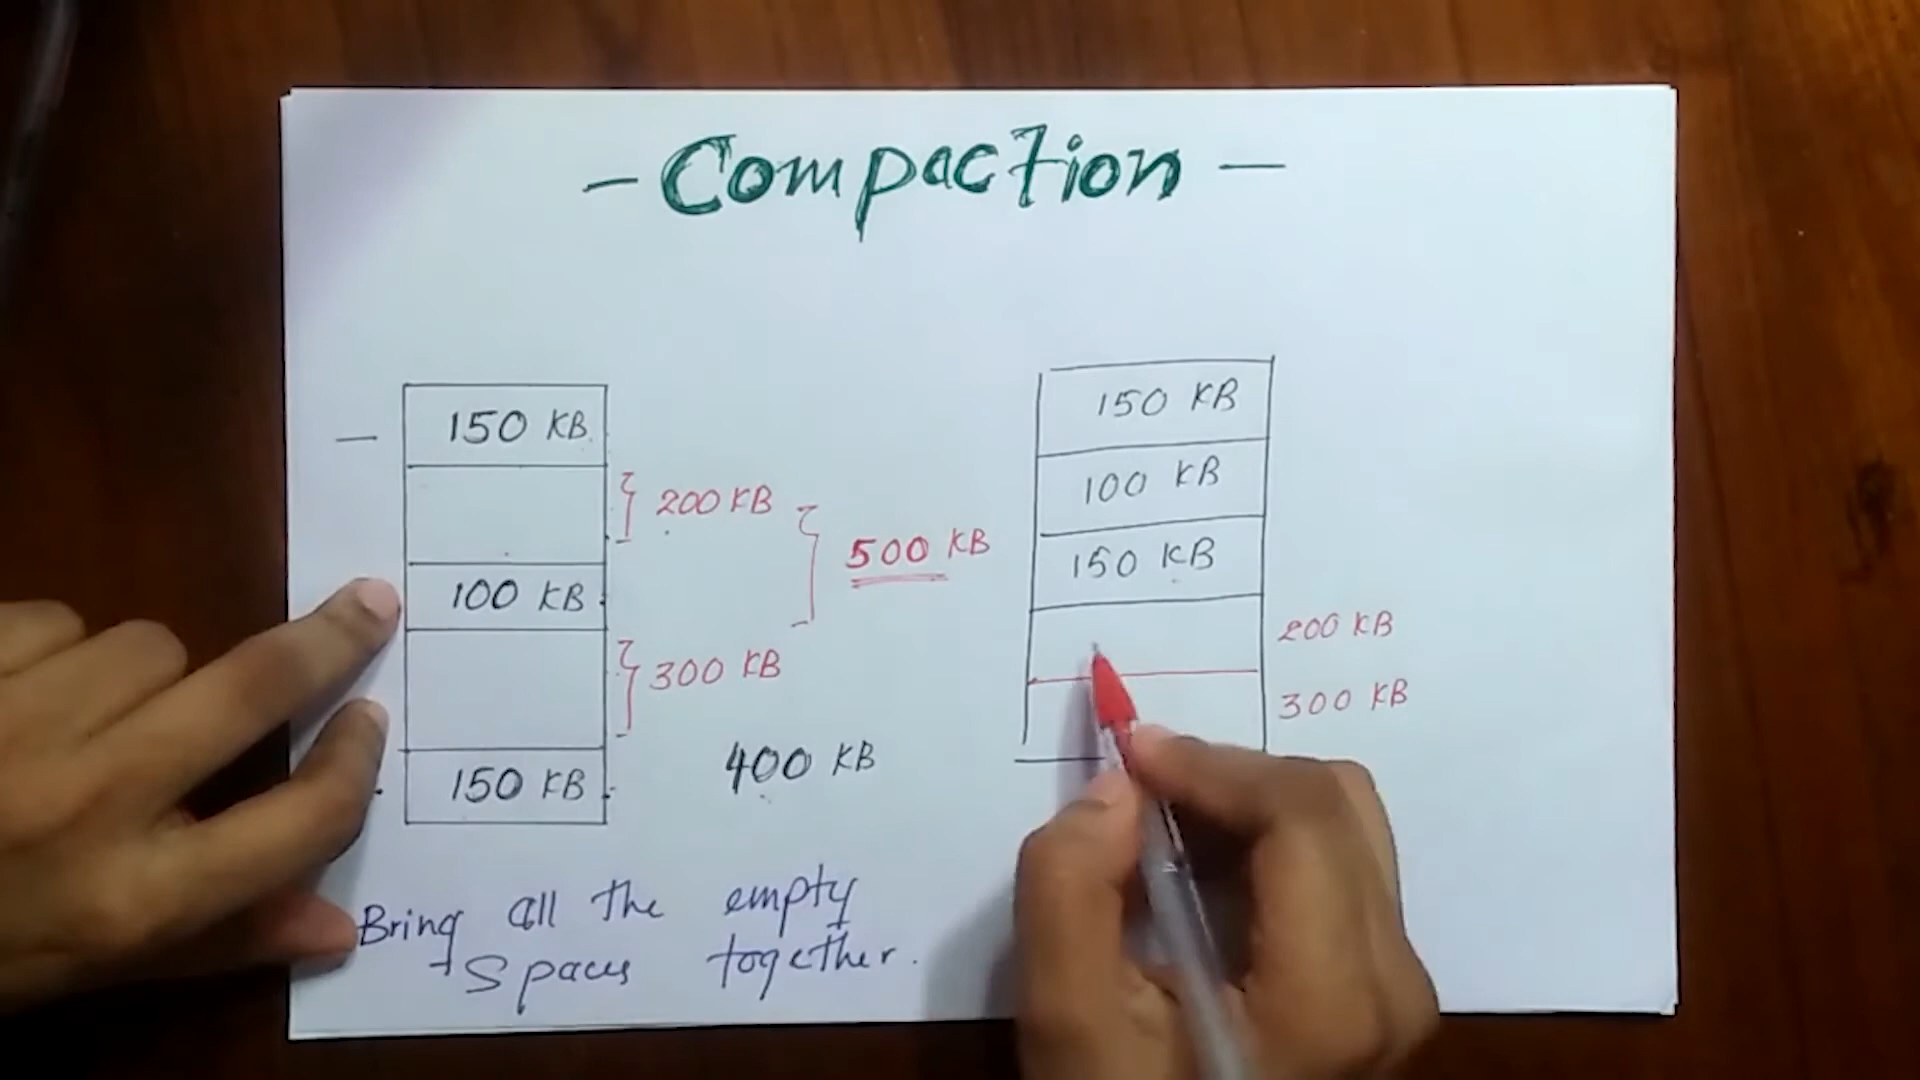 - Compaction -
150 KB
200 KB
500 KB
100 KB
300 KB
400 KB
150 KB
150 KB
100 KB
150 KB
200 KB
300 KB
Bring all the empty
spaces together.